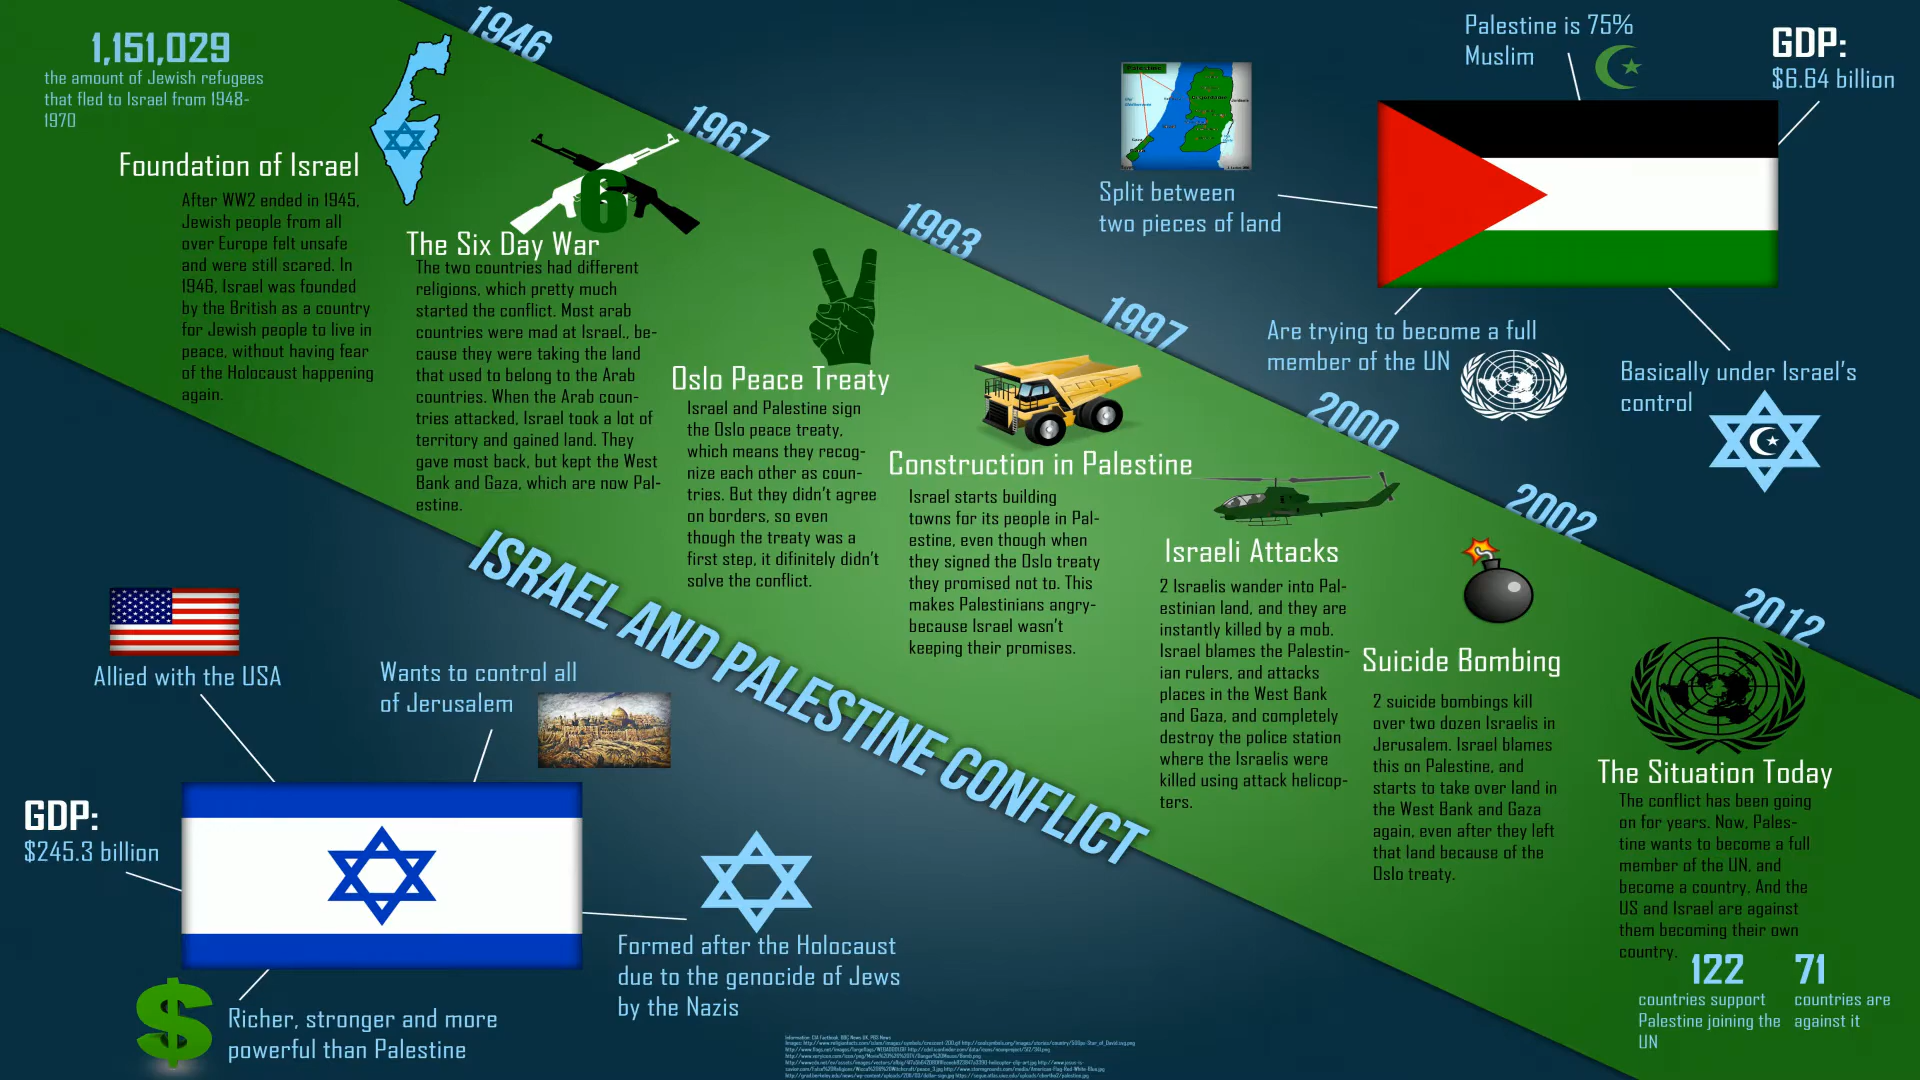 1,151,029
the amount of Jewish refugees
that fled to Israel from 1948-
1970
1946
Foundation of Israel
After WW2 ended in 1945,
Jewish people from all
over Europe felt unsafe
and were still scared. In
1946, Israel was founded
by the British as a country
for Jewish people to live in
peace, without having fear
of the Holocaust happening
again.
1967
6
The Six Day War
The two countries had different
religions, which pretty much
started the conflict. Most arab
countries were mad at Israel., be-
cause they were taking the land
that used to belong to the Arab
countries. When the Arab coun-
tries attacked, Israel took a lot of
territory and gained land. They
gave most back, but kept the West
Bank and Gaza, which are now Pal-
estine.
1993
Oslo Peace Treaty
Israel and Palestine sign
the Oslo peace treaty,
which means they recog-
nize each other as coun-
tries. But they didn't agree
on borders, so even
though the treaty was a
first step, it difinitely didn't
solve the conflict.
1997
Construction in Palestine
Israel starts building
towns for its people in Pal-
estine, even though when
they signed the Oslo treaty
they promised not to. This
makes Palestinians angry-
because Israel wasn't
keeping their promises.
2000
Israeli Attacks
2 Israelis wander into Pal-
estinian land, and they are
instantly killed by a mob.
Israel blames the Palestin-
ian rulers, and attacks
places in the West Bank
and Gaza, and completely
destroy the police station
where the Israelis were
killed using attack helicop-
ters.
2002
Suicide Bombing
2 suicide bombings kill
over two dozen Israelis in
Jerusalem. Israel blames
this on Palestine, and
starts to take over land in
the West Bank and Gaza
again, even after they left
that land because of the
Oslo treaty.
2012
The Situation Today
The conflict has been going
on for years. Now, Pales-
tine wants to become a full
member of the UN, and
become a country. And the
US and Israel are against
them becoming their own
country.
122
countries support
Palestine joining the
UN
71
countries are
against it
Palestine is 75%
Muslim
GDP:
$6.64 billion
Split between
two pieces of land
Are trying to become a full
member of the UN
Basically under Israel's
control
ISRAEL AND PALESTINE CONFLICT
Allied with the USA
Wants to control all
of Jerusalem
GDP:
$245.3 billion
Formed after the Holocaust
due to the genocide of Jews
by the Nazis
Richer, stronger and more
powerful than Palestine
Information: CIA Factbook, BBC News UK, PBS News